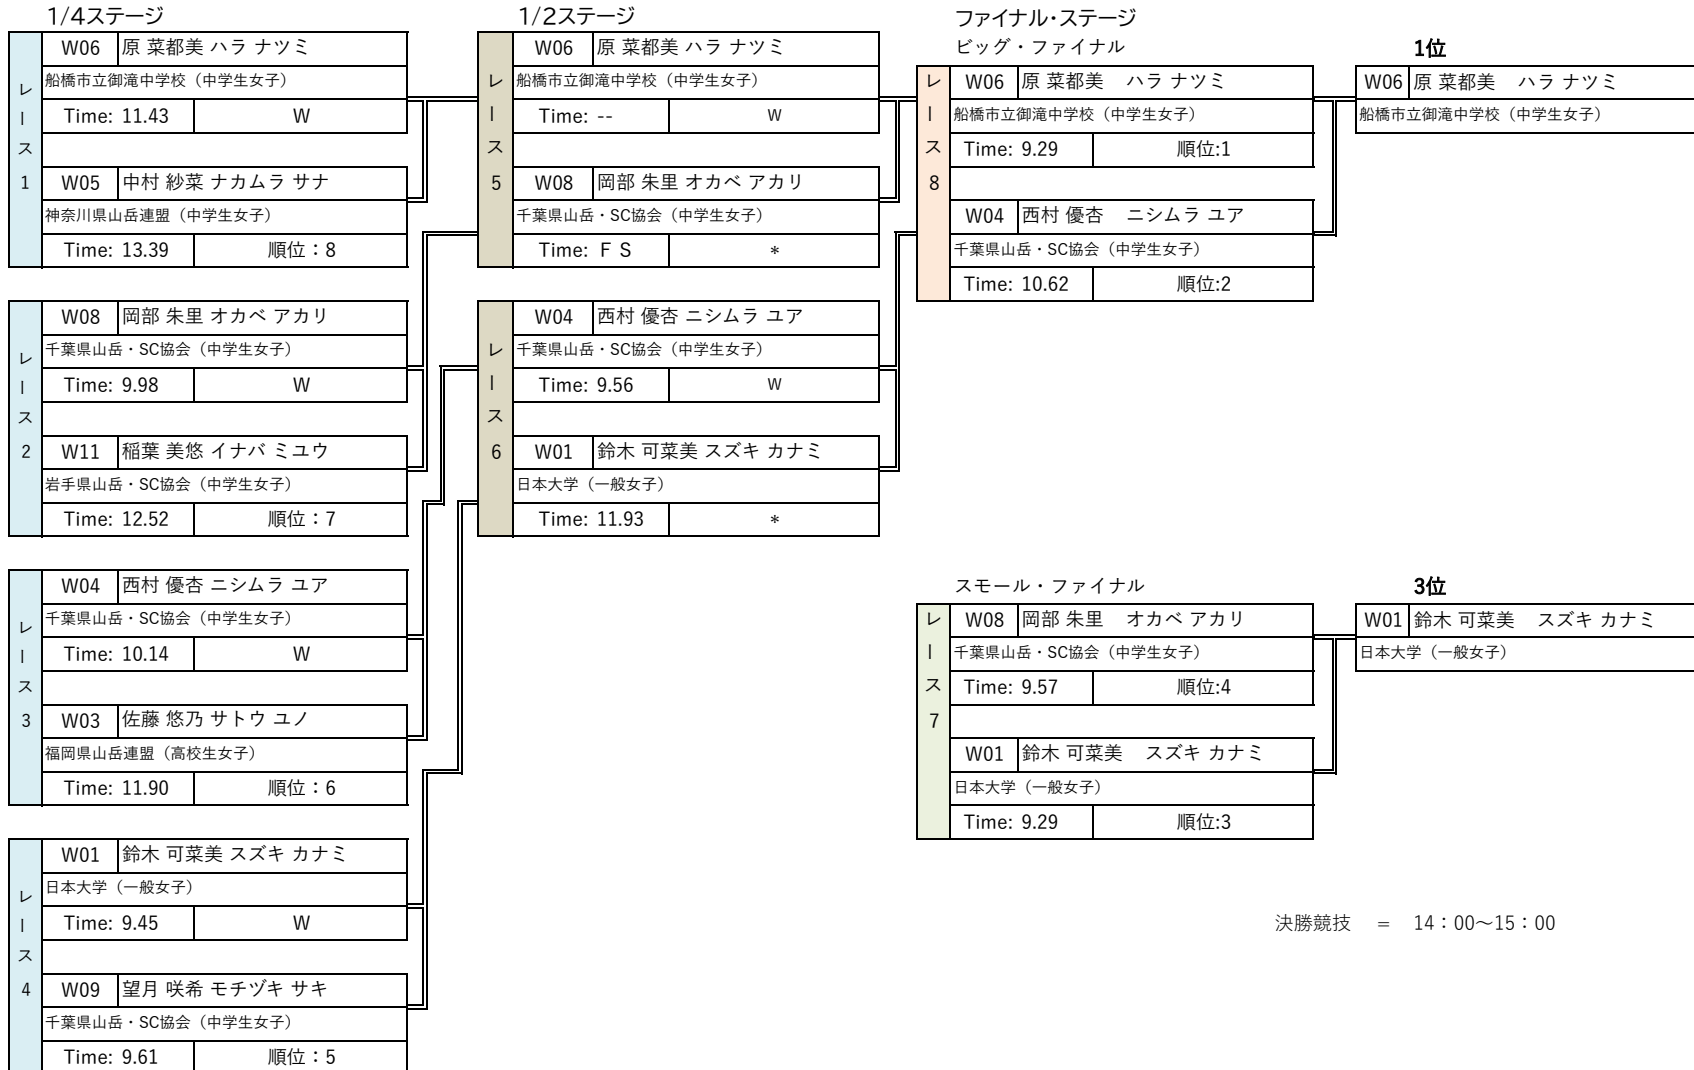 1/4ステージ
レース1
W06 原 菜都美 ハラ ナツミ
船橋市立御滝中学校（中学生女子）
Time: 11.43 W
W05 中村 紗菜 ナカムラ サナ
神奈川県山岳連盟（中学生女子）
Time: 13.39 順位：8
レース2
W08 岡部 朱里 オカベ アカリ
千葉県山岳・SC協会（中学生女子）
Time: 9.98 W
W11 稲葉 美悠 イナバ ミユウ
岩手県山岳・SC協会（中学生女子）
Time: 12.52 順位：7
レース3
W04 西村 優杏 ニシムラ ユア
千葉県山岳・SC協会（中学生女子）
Time: 10.14 W
W03 佐藤 悠乃 サトウ ユノ
福岡県山岳連盟（高校生女子）
Time: 11.90 順位：6
レース4
W01 鈴木 可菜美 スズキ カナミ
日本大学（一般女子）
Time: 9.45 W
W09 望月 咲希 モチヅキ サキ
千葉県山岳・SC協会（中学生女子）
Time: 9.61 順位：5
1/2ステージ
レース5
W06 原 菜都美 ハラ ナツミ
船橋市立御滝中学校（中学生女子）
Time: -- W
W08 岡部 朱里 オカベ アカリ
千葉県山岳・SC協会（中学生女子）
Time: ＦＳ *
レース6
W04 西村 優杏 ニシムラ ユア
千葉県山岳・SC協会（中学生女子）
Time: 9.56 W
W01 鈴木 可菜美 スズキ カナミ
日本大学（一般女子）
Time: 11.93 *
ファイナル・ステージ
ビッグ・ファイナル
レース8
W06 原 菜都美　ハラ ナツミ
船橋市立御滝中学校（中学生女子）
Time: 9.29 順位:1
W04 西村 優杏　ニシムラ ユア
千葉県山岳・SC協会（中学生女子）
Time: 10.62 順位:2
1位
W06 原 菜都美　ハラ ナツミ
船橋市立御滝中学校（中学生女子）
スモール・ファイナル
レース7
W08 岡部 朱里　オカベ アカリ
千葉県山岳・SC協会（中学生女子）
Time: 9.57 順位:4
W01 鈴木 可菜美　スズキ カナミ
日本大学（一般女子）
Time: 9.29 順位:3
3位
W01 鈴木 可菜美　スズキ カナミ
日本大学（一般女子）
決勝競技　＝　14：00～15：00